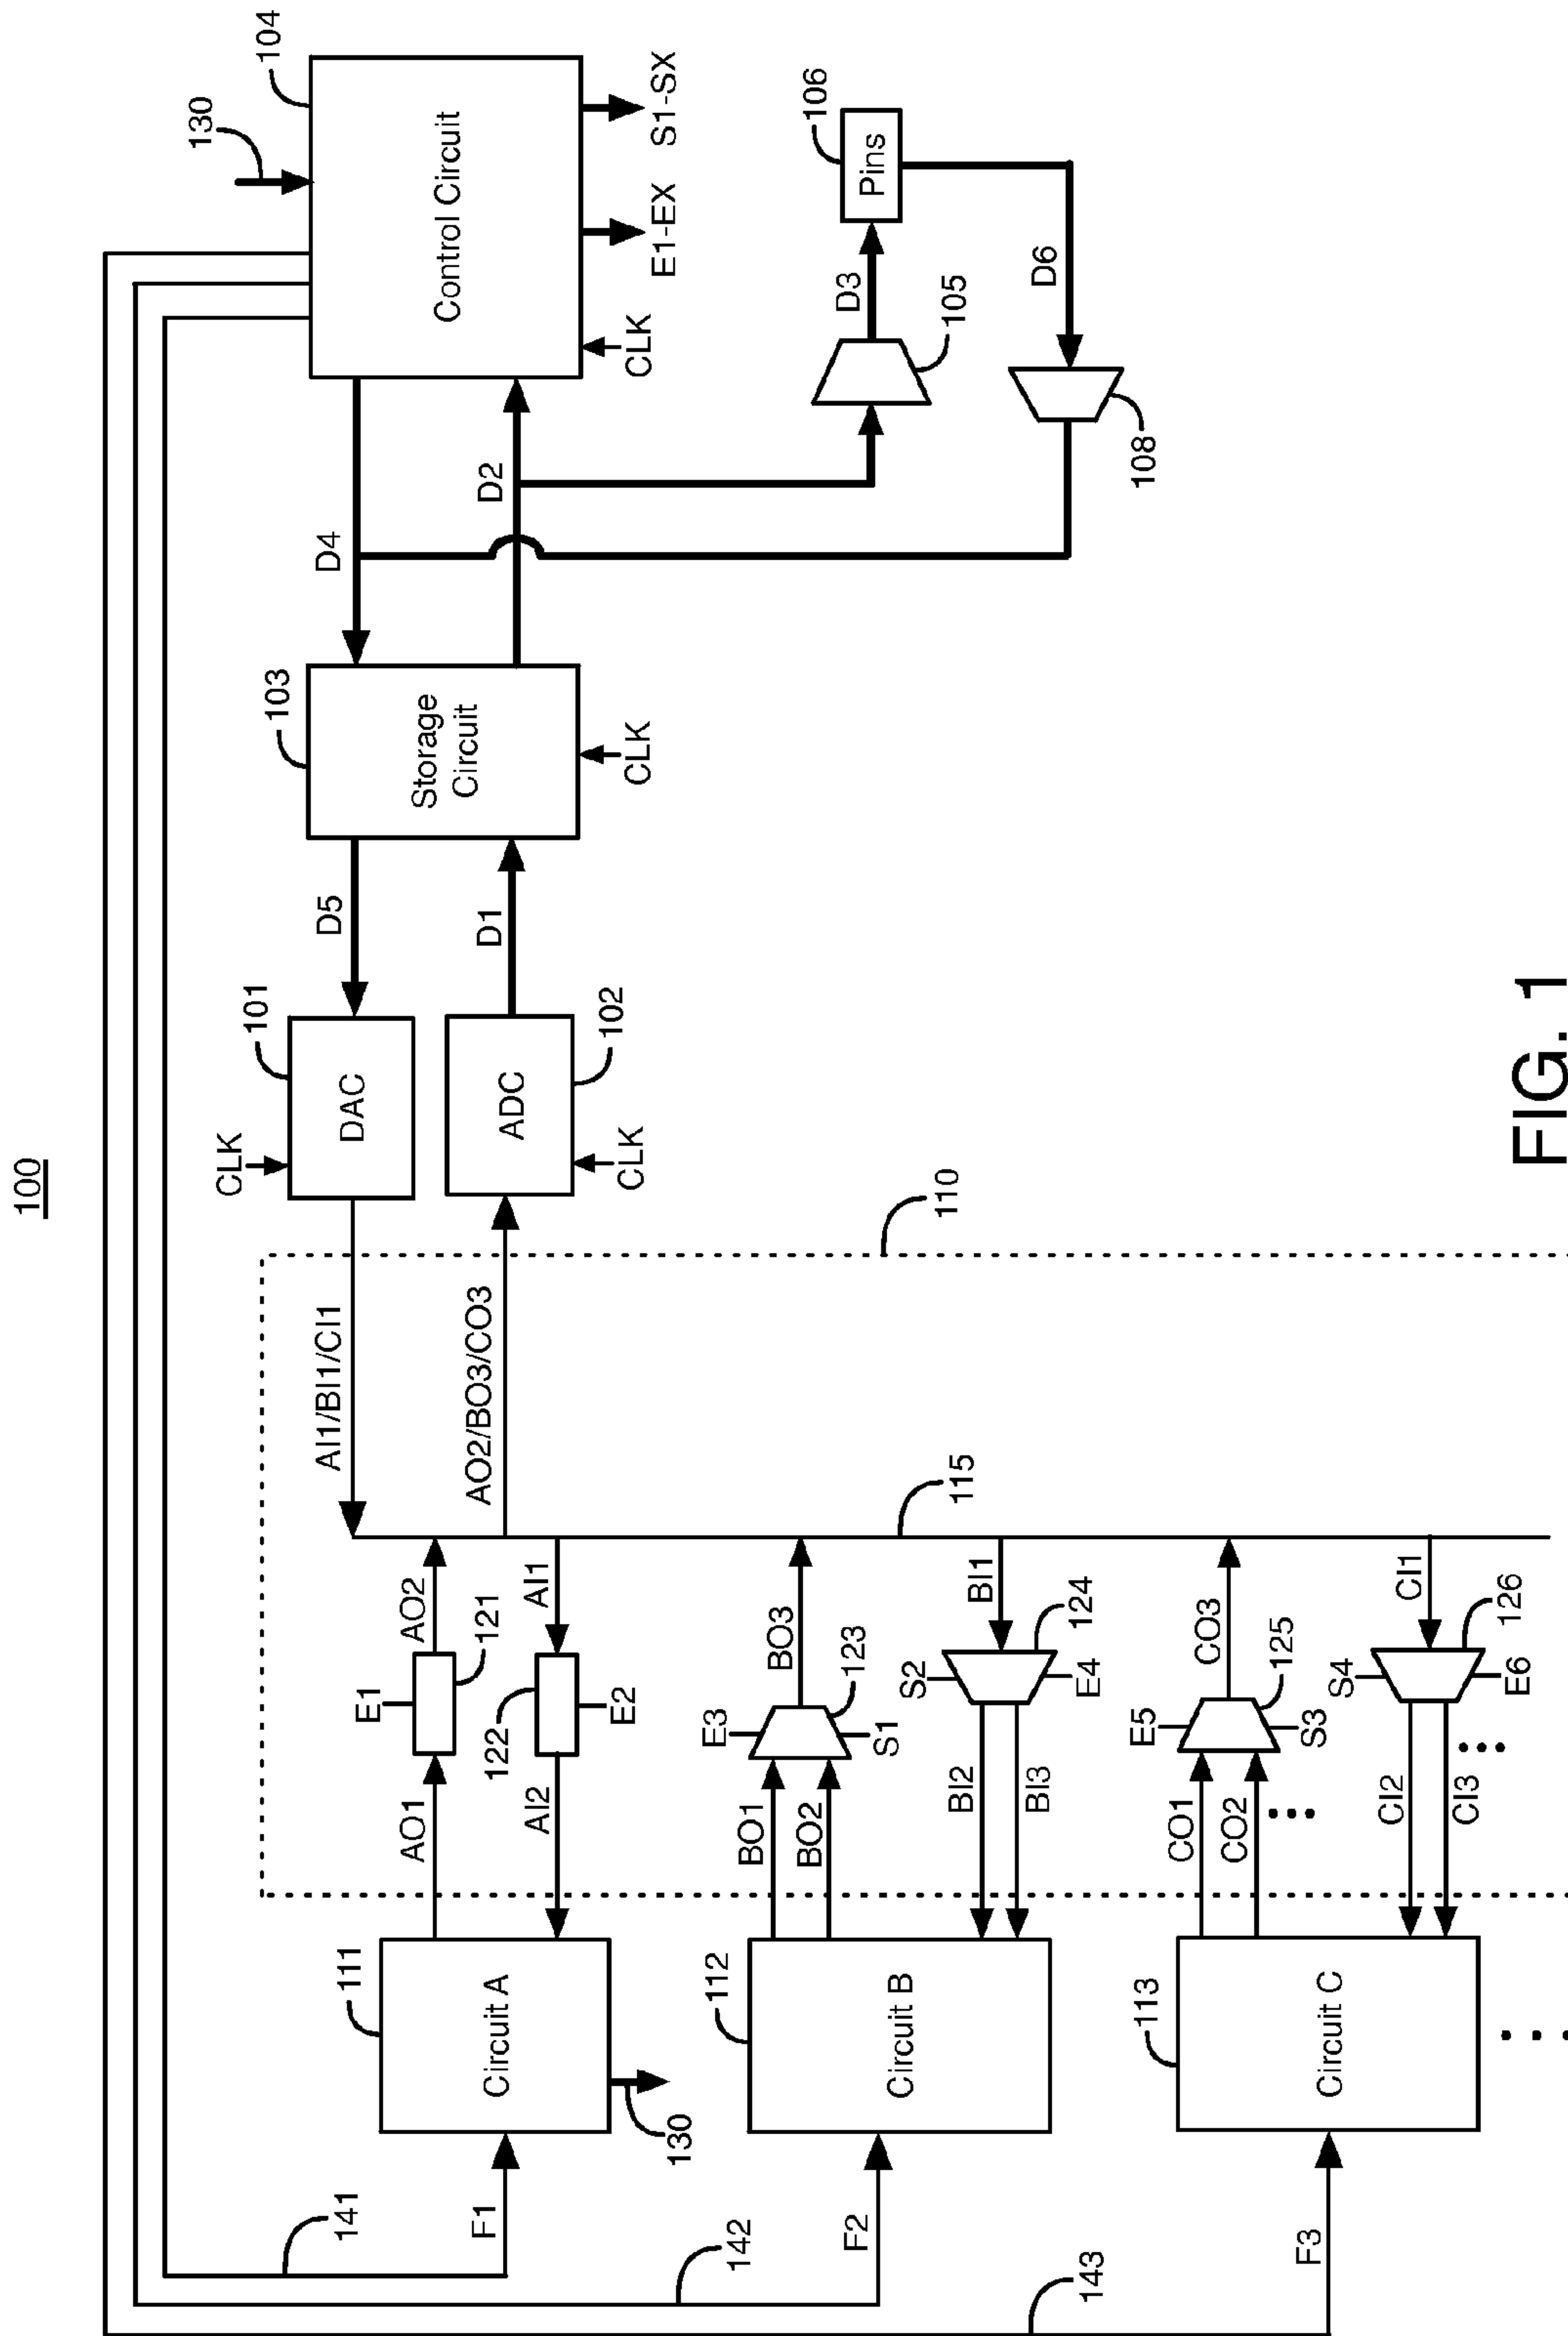 100
141
F1
142
F2
143
F3
111
Circuit A
130
112
Circuit B
113
Circuit C
AO1
AI2
E1
121
AO2
122
E2
AI1
BO1
BO2
E3
S1
123
BO3
BI2
BI3
S2
E4
124
BI1
CO1
CO2
E5
S3
125
CO3
CI2
CI3
S4
E6
126
CI1
115
110
AI1/BI1/CI1
AO2/BO3/CO3
CLK
DAC
101
ADC
102
CLK
D5
D1
103
Storage
Circuit
CLK
D4
D2
104
130
Control Circuit
CLK
E1-EX
S1-SX
105
D3
106
Pins
D6
108
FIG. 1